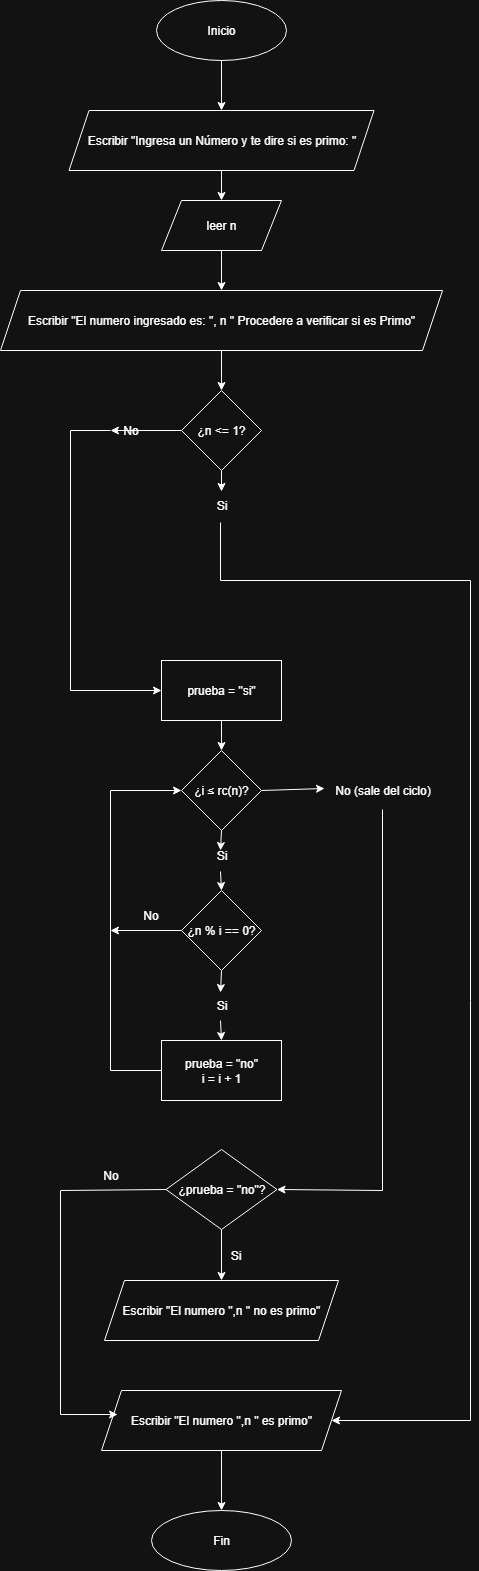 Inicio
Escribir "Ingresa un Número y te dire si es primo: "
leer n
Escribir "El numero ingresado es: ", n " Procedere a verificar si es Primo"
¿n <= 1?
No
Si
prueba = "si"
¿i ≤ rc(n)?
No (sale del ciclo)
Si
¿n % i == 0?
No
Si
prueba = "no"
i = i + 1
¿prueba = "no"?
No
Si
Escribir "El numero ",n " no es primo"
Escribir "El numero ",n " es primo"
Fin